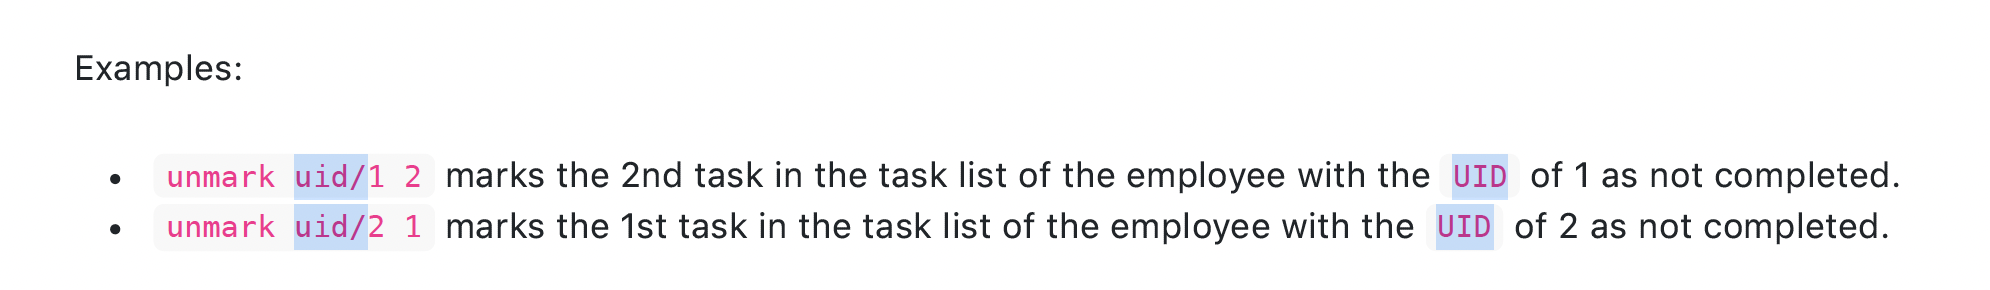 Examples:
• unmark uid/1 2 marks the 2nd task in the task list of the employee with the UID of 1 as not completed.
• unmark uid/2 1 marks the 1st task in the task list of the employee with the UID of 2 as not completed.